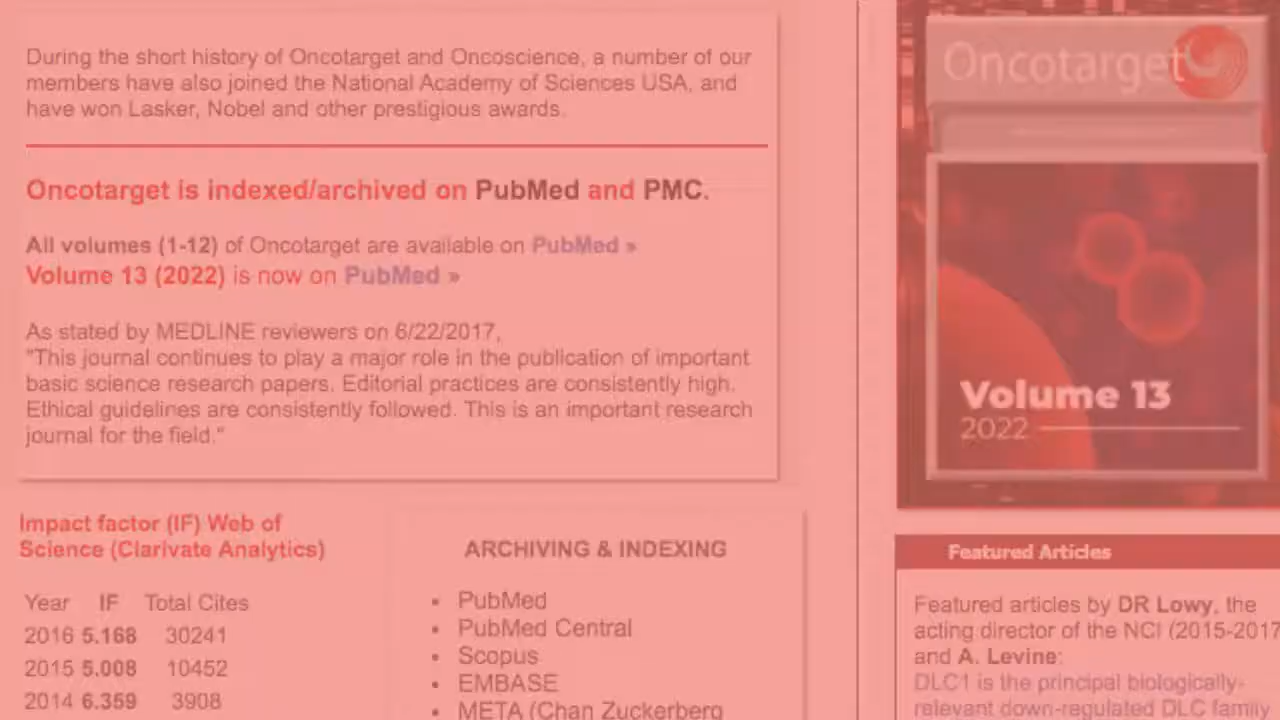 During the short history of Oncotarget and Oncoscience, a number of our
members have also joined the National Academy of Sciences USA, and
have won Lasker, Nobel and other prestigious awards.
Oncotarget is indexed/archived on PubMed and PMC.
All volumes (1-12) of Oncotarget are available on PubMed »
Volume 13 (2022) is now on PubMed »
As stated by MEDLINE reviewers on 6/22/2017,
"This journal continues to play a major role in the publication of important
basic science research papers. Editorial practices are consistently high.
Ethical guidelines are consistently followed. This is an important research
journal for the field."
Impact factor (IF) Web of
Science (Clarivate Analytics)
Year IF Total Cites
2016 5.168 30241
2015 5.008 10452
2014 6.359 3908
ARCHIVING & INDEXING
• PubMed
• PubMed Central
• Scopus
• EMBASE
• META (Chan Zuckerberg
Oncotarget
Volume 13
2022
Featured Articles
Featured articles by DR Lowy, the
acting director of the NCI (2015-2017
and A. Levine:
DLC1 is the principal biologically-
relevant down-regulated DLC family